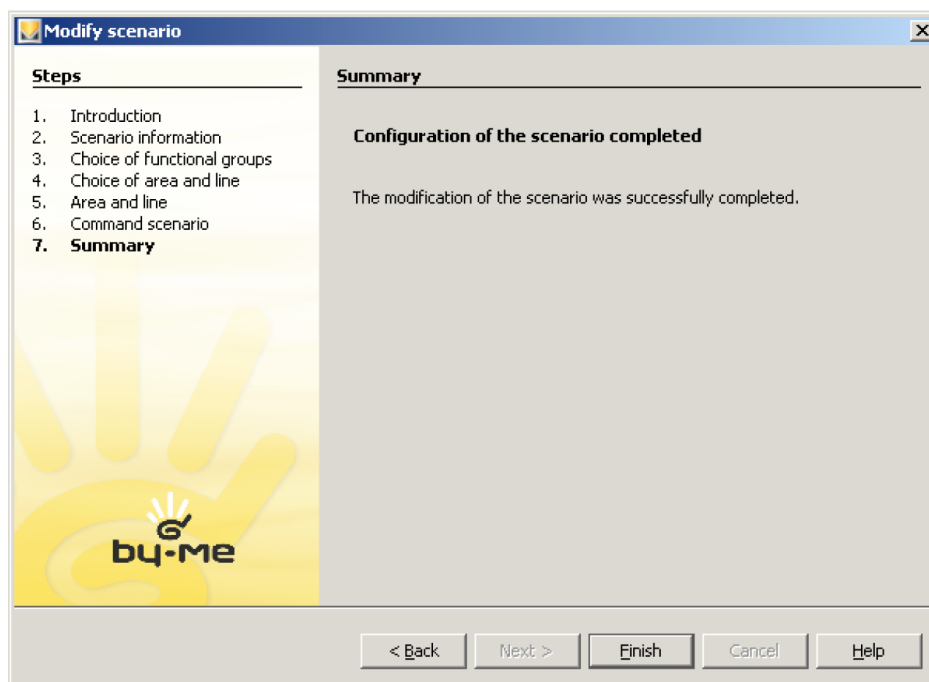 Modify scenario
Steps
1. Introduction
2. Scenario information
3. Choice of functional groups
4. Choice of area and line
5. Area and line
6. Command scenario
7. Summary
by-me
Summary
Configuration of the scenario completed
The modification of the scenario was successfully completed.
< Back Next > Finish Cancel Help